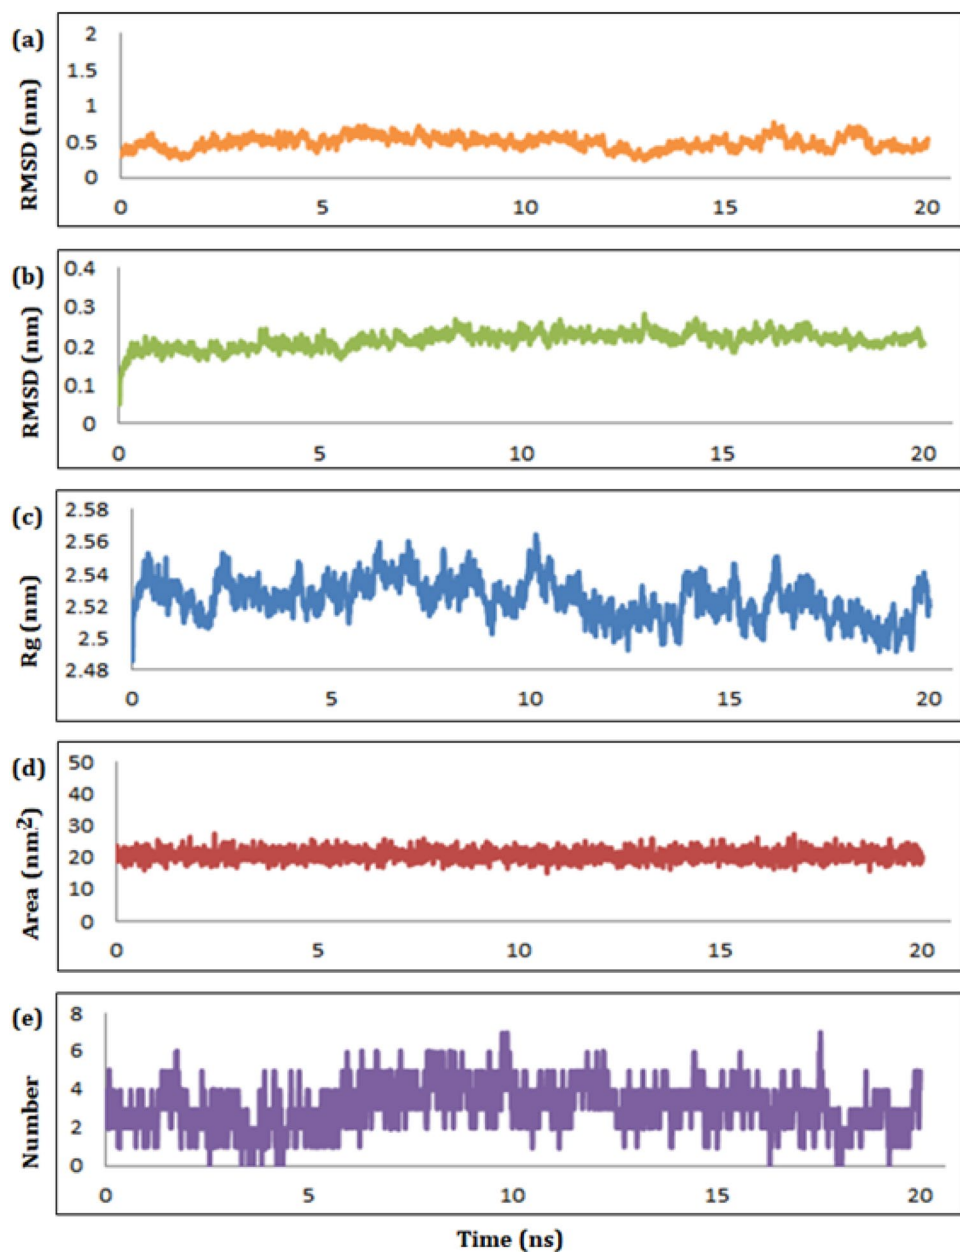 (a)
RMSD (nm)
2
1.5
1
0.5
0
0 5 10 15 20
(b)
RMSD (nm)
0.4
0.3
0.2
0.1
0
0 5 10 15 20
(c)
Rg (nm)
2.58
2.56
2.54
2.52
2.5
2.48
0 5 10 15 20
(d)
Area (nm²)
50
40
30
20
10
0
0 5 10 15 20
(e)
Number
8
6
4
2
0
0 5 10 15 20
Time (ns)